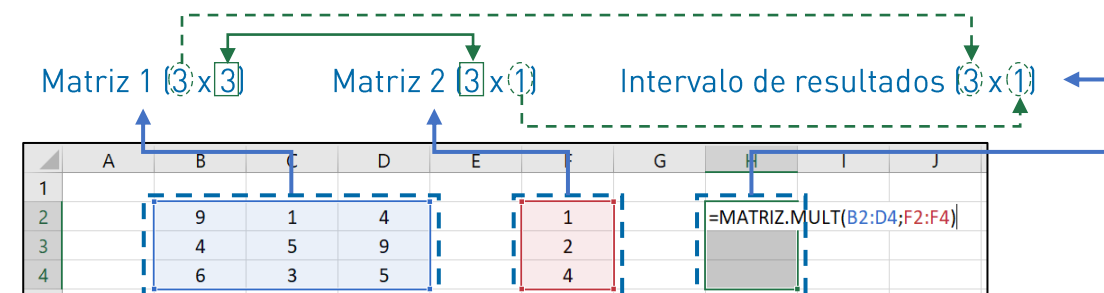 Matriz 1 (3 x 3) Matriz 2 (3 x 1) Intervalo de resultados (3 x 1)
A B C D E F G H I J
1
2 9 1 4 1 =MATRIZ.MULT(B2:D4;F2:F4)
3 4 5 9 2
4 6 3 5 4